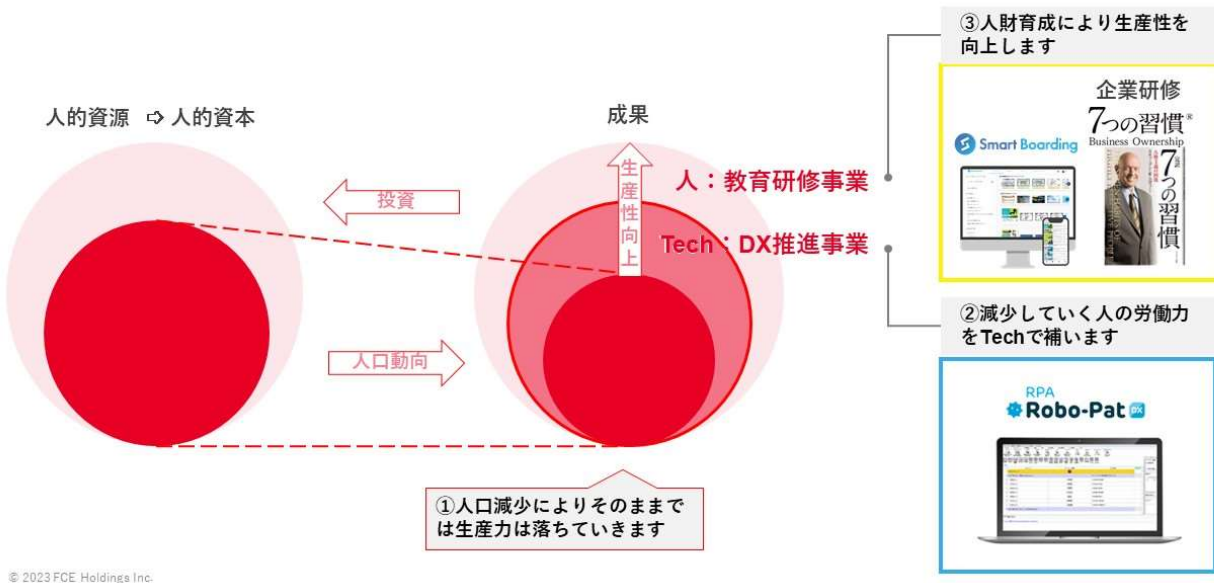 人的資源 ➪ 人的資本
成果
投資
人口動向
生産性向上
人：教育研修事業
Tech：DX推進事業
①人口減少によりそのままで
は生産力は落ちていきます
③人財育成により生産性を
向上します
企業研修
7つの習慣®
Business Ownership
Smart Boarding
7つの習慣
②減少していく人の労働力
をTechで補います
RPA
Robo-Pat DX
© 2023 FCE Holdings Inc.